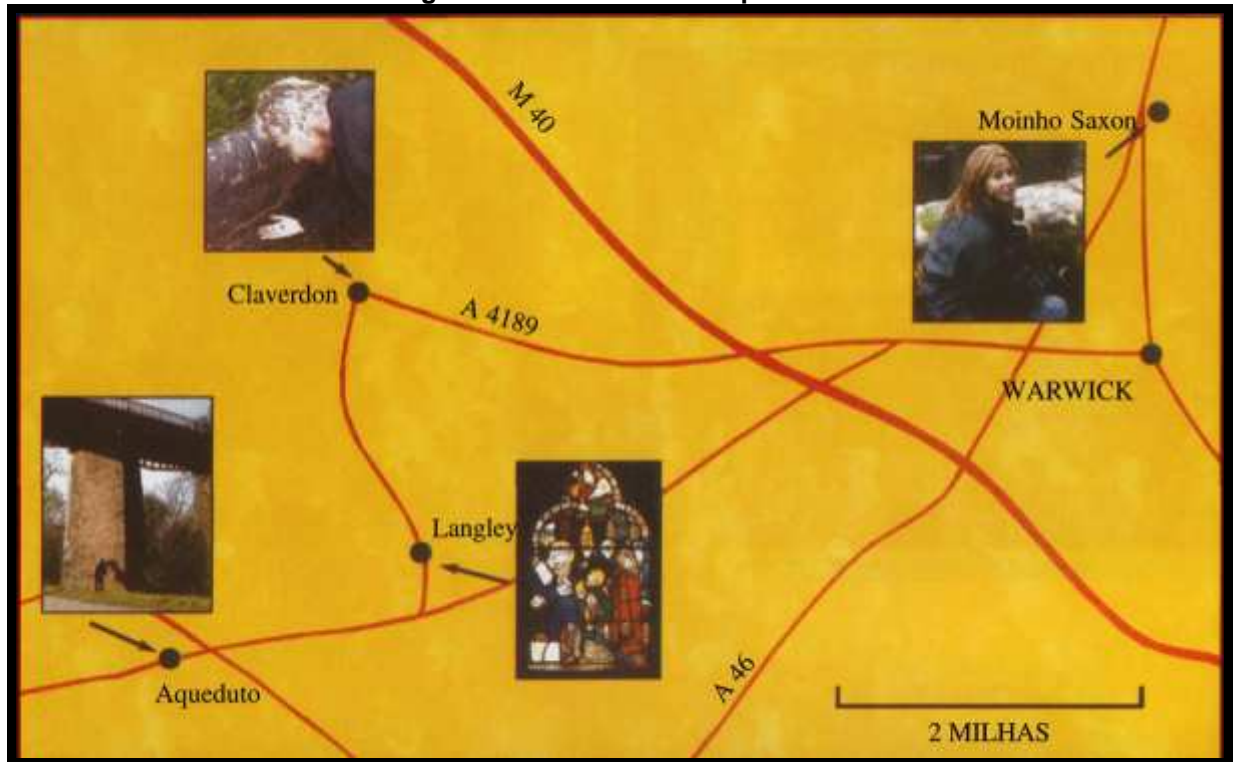 M 40
Moinho Saxon
Claverdon
A 4189
WARWICK
Langley
Aqueduto
A 46
2 MILHAS